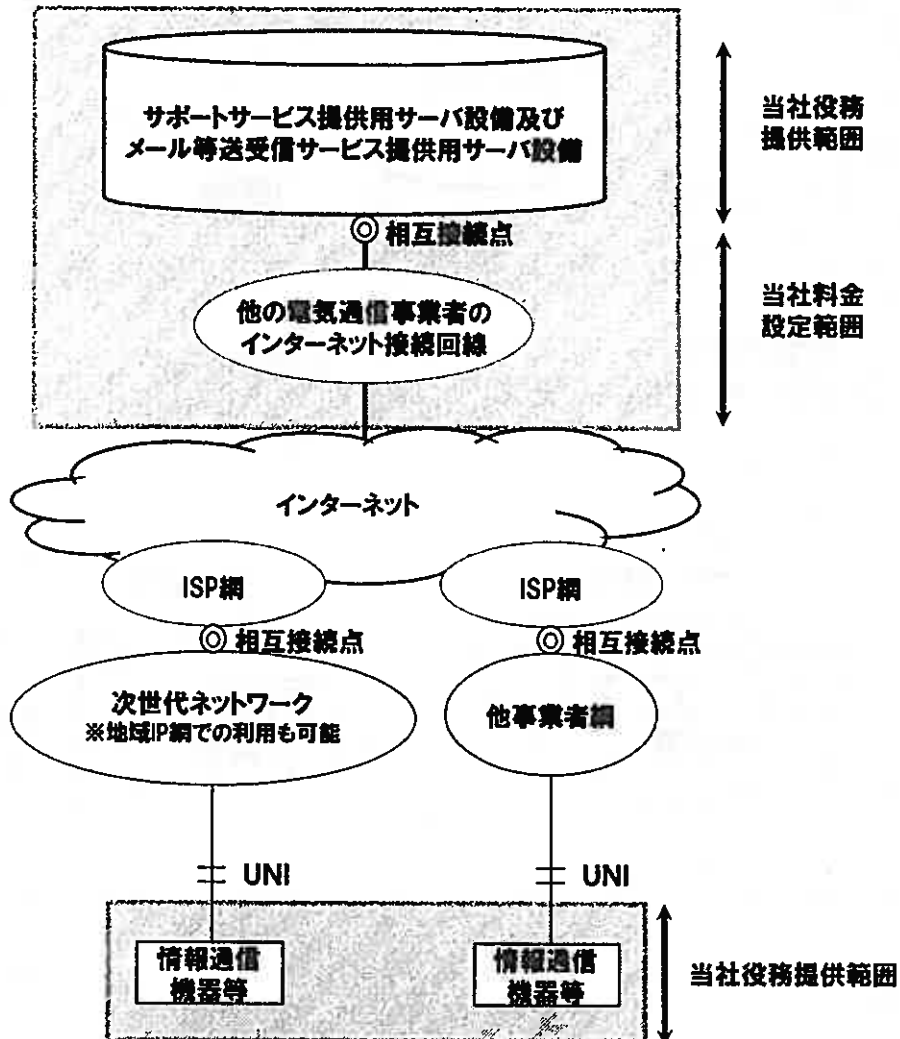 サポートサービス提供用サーバ設備及び
メール等送受信サービス提供用サーバ設備
当社役務
提供範囲
相互接続点
他の電気通信事業者の
インターネット接続回線
当社料金
設定範囲
インターネット
ISP網
ISP網
相互接続点
相互接続点
次世代ネットワーク
※地域IP網での利用も可能
他事業者網
UNI
UNI
情報通信
機器等
情報通信
機器等
当社役務提供範囲